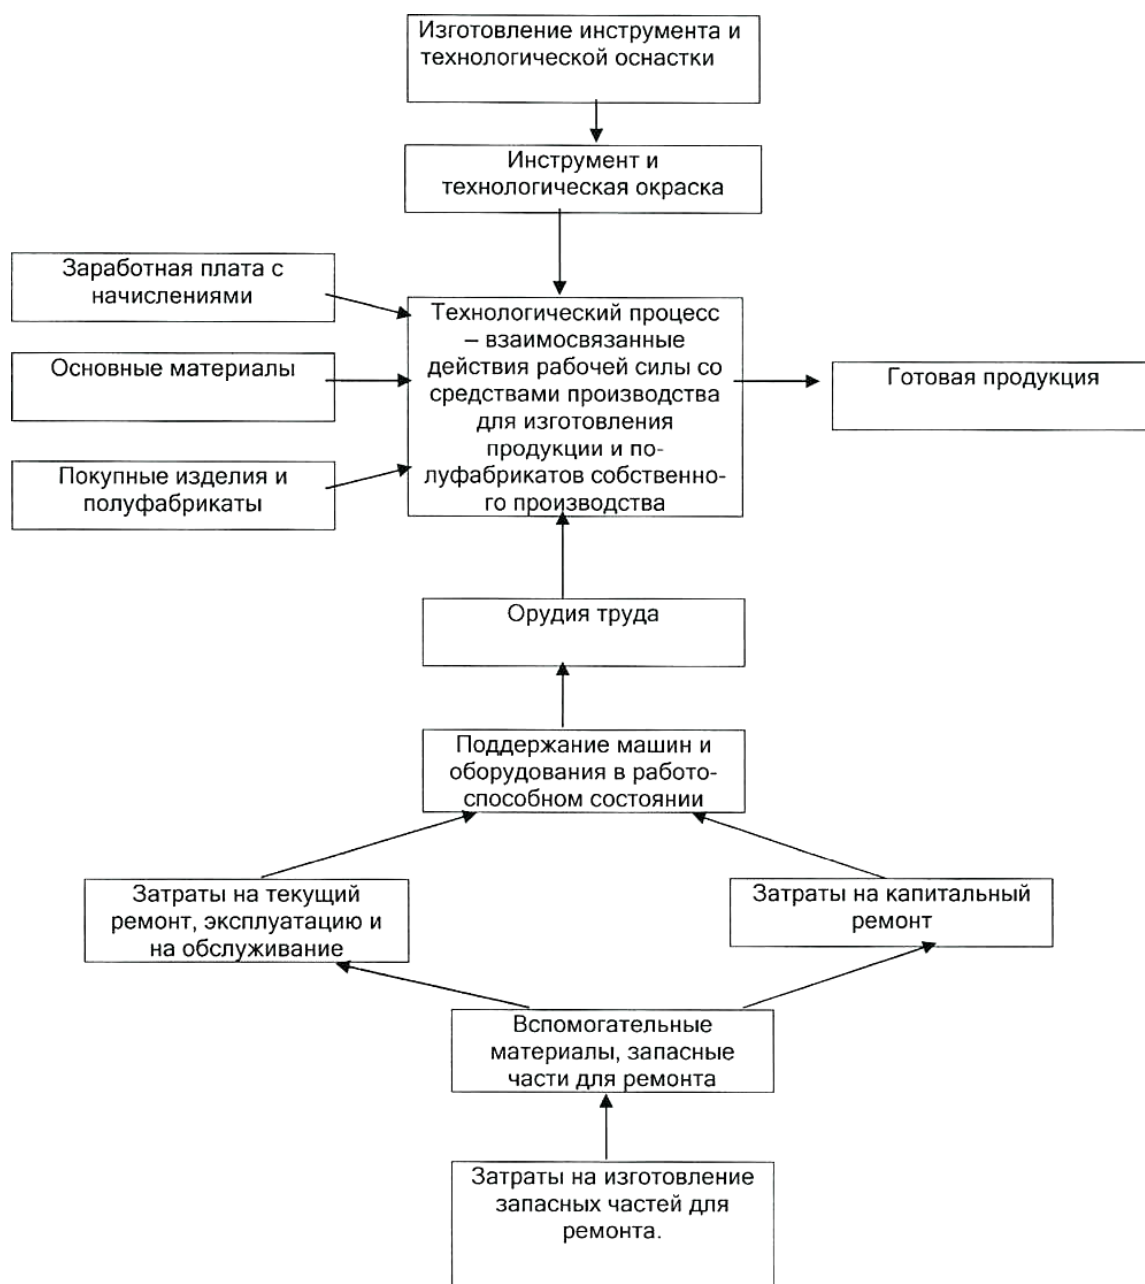 Изготовление инструмента и
технологической оснастки
Инструмент и
технологическая окраска
Заработная плата с
начислениями
Основные материалы
Покупные изделия и
полуфабрикаты
Технологический процесс
– взаимосвязанные
действия рабочей силы со
средствами производства
для изготовления
продукции и по-
луфабрикатов собственно-
го производства
Готовая продукция
Орудия труда
Поддержание машин и
оборудования в работо-
способном состоянии
Затраты на текущий
ремонт, эксплуатацию и
на обслуживание
Затраты на капитальный
ремонт
Вспомогательные
материалы, запасные
части для ремонта
Затраты на изготовление
запасных частей для
ремонта.